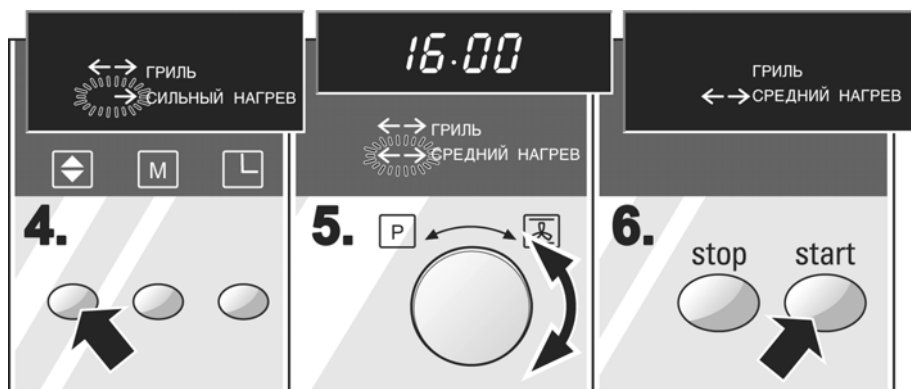 ГРИЛЬ
СИЛЬНЫЙ НАГРЕВ
M
4.
16.00
ГРИЛЬ
СРЕДНИЙ НАГРЕВ
5.
P
ГРИЛЬ
СРЕДНИЙ НАГРЕВ
6.
stop start